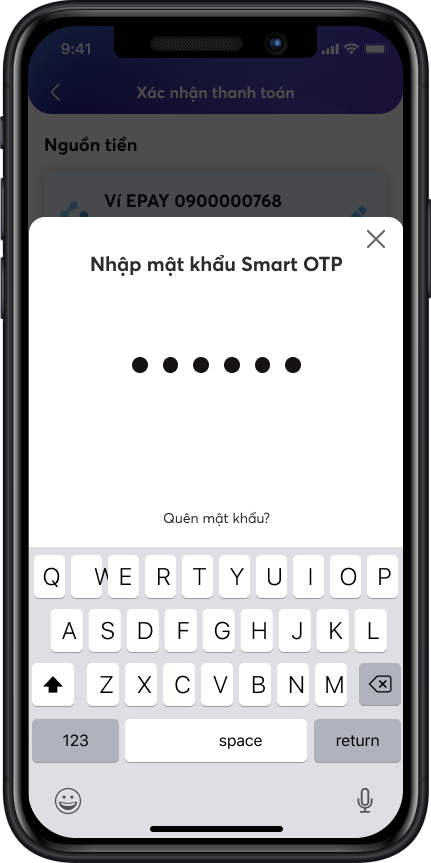 9:41
Xác nhận thanh toán
Nguồn tiền
Ví EPAY 0900000768
Nhập mật khẩu Smart OTP
Quên mật khẩu?
Q W E R T Y U I O P
A S D F G H J K L
Z X C V B N M
123 space return